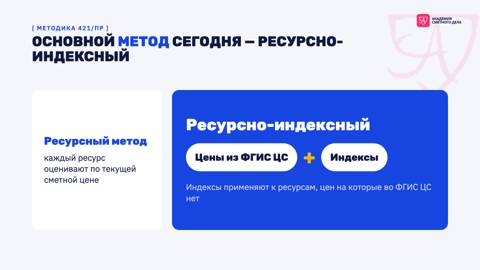 [ МЕТОДИКА 421/ПР ]
АКАДЕМИЯ
СМЕТНОГО ДЕЛА
ОСНОВНОЙ МЕТОД СЕГОДНЯ — РЕСУРСНО-
ИНДЕКСНЫЙ
Ресурсный метод
каждый ресурс
оценивают по текущей
сметной цене
Ресурсно-индексный
Цены из ФГИС ЦС + Индексы
Индексы применяют к ресурсам, цен на которые во ФГИС ЦС
нет